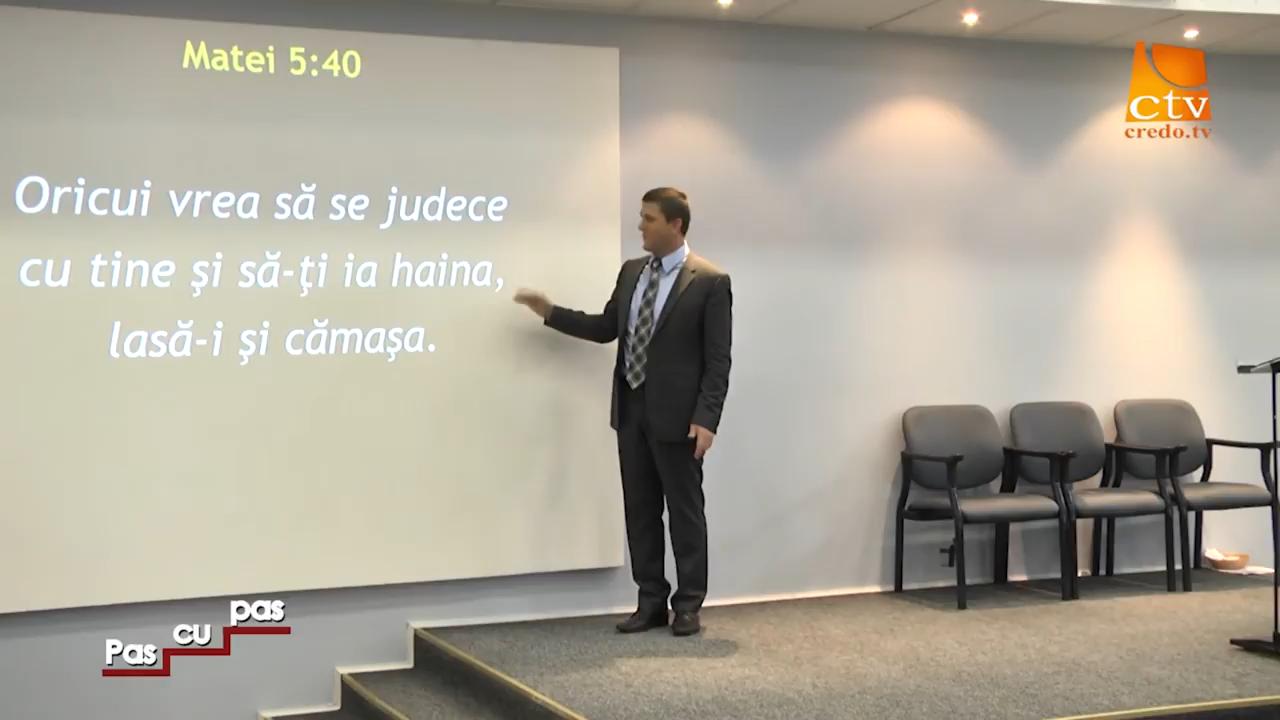 Matei 5:40
Oricui vrea să se judece
cu tine şi să-ţi ia haina,
lasă-i şi cămaşa.
ctv
credo.tv
Pas cu pas